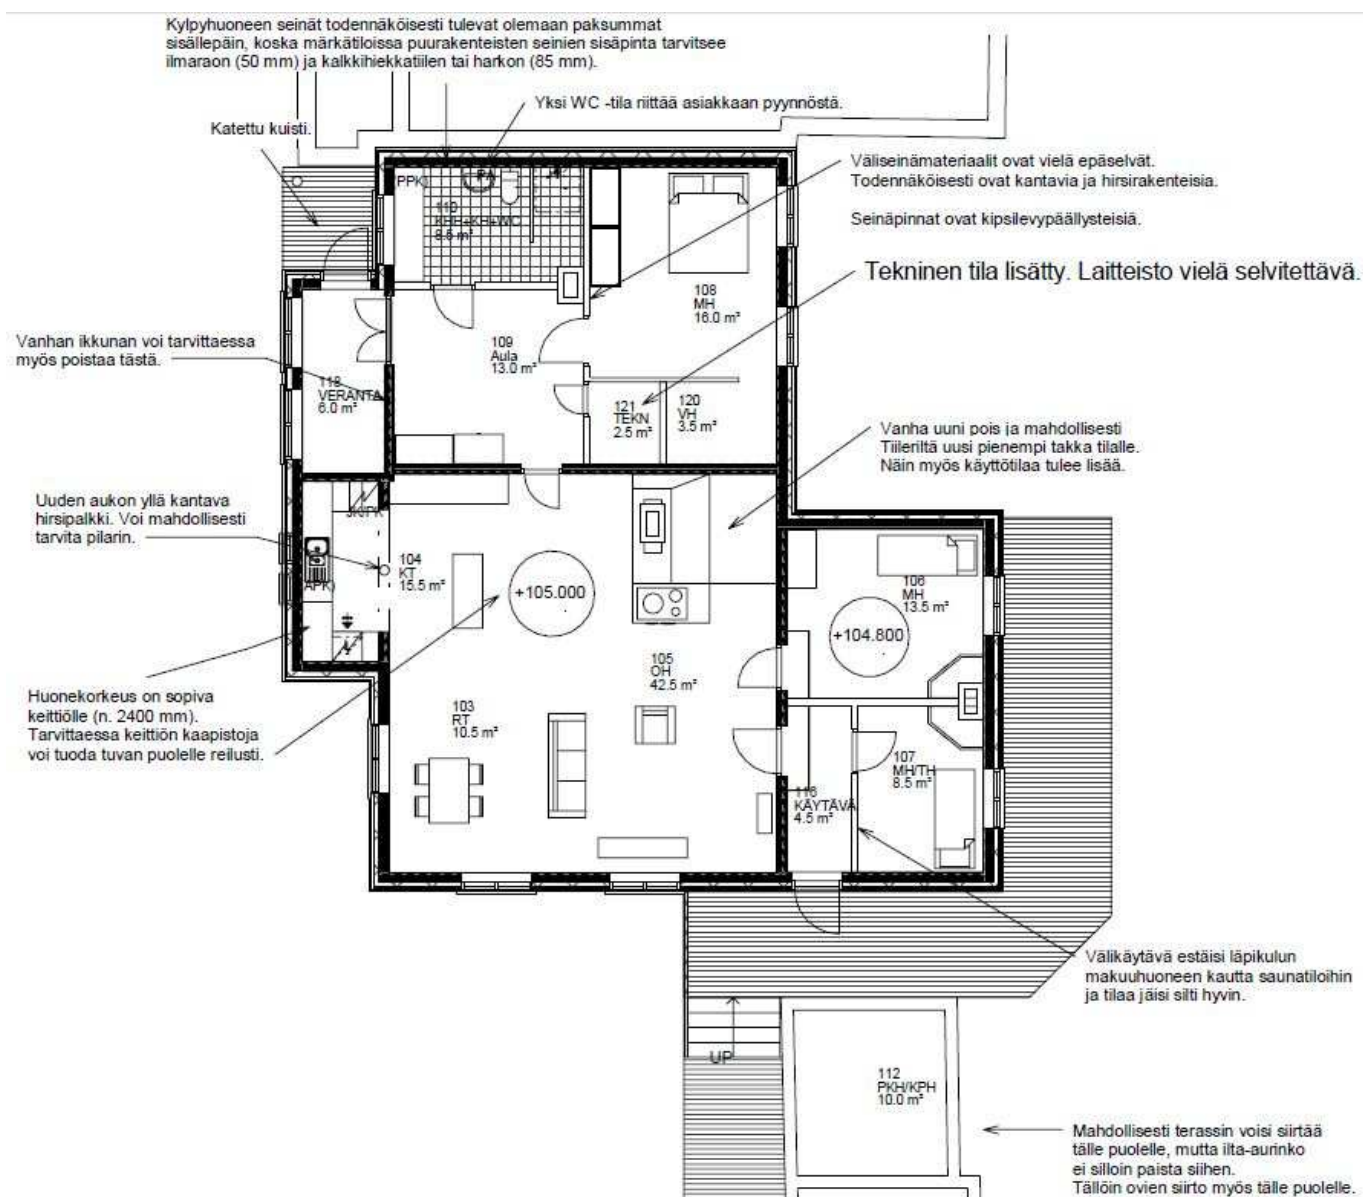 Kylpyhuoneen seinät todennäköisesti tulevat olemaan paksummat
sisällepäin, koska märkätiloissa puurakenteisten seinien sisäpinta tarvitsee
ilmaraon (50 mm) ja kalkkihiekkatiilen tai harkon (85 mm).
Yksi WC -tila riittää asiakkaan pyynnöstä.
Katettu kuisti.
Väliseinämateriaalit ovat vielä epäselvät.
Todennäköisesti ovat kantavia ja hirsirakenteisia.
Seinäpinnat ovat kipsilevypäällysteisiä.
Tekninen tila lisätty. Laitteisto vielä selvitettävä.
(PPK)
110
KHH+KH+WC
8.5 m²
108
MH
16.0 m²
109
Aula
13.0 m²
Vanhan ikkunan voi tarvittaessa
myös poistaa tästä.
118
VERANTA
6.0 m²
121
TEKN
2.5 m²
120
VH
3.5 m²
Vanha uuni pois ja mahdollisesti
Tiileriltä uusi pienempi takka tilalle.
Näin myös käyttötilaa tulee lisää.
Uuden aukon yllä kantava
hirsipalkki. Voi mahdollisesti
tarvita pilarin.
104
KT
15.5 m²
+105.000
106
MH
13.5 m²
+104.800
105
OH
42.5 m²
Huonekorkeus on sopiva
keittiölle (n. 2400 mm).
Tarvittaessa keittiön kaapistoja
voi tuoda tuvan puolelle reilusti.
103
RT
10.5 m²
107
MH/TH
8.5 m²
116
KÄYTÄVÄ
4.5 m²
Välikäytävä estäisi läpikulun
makuuhuoneen kautta saunatiloihin
ja tilaa jäisi silti hyvin.
UP
112
PKH/KPH
10.0 m²
Mahdollisesti terassin voisi siirtää
tälle puolelle, mutta ilta-aurinko
ei silloin paista siihen.
Tällöin ovien siirto myös tälle puolelle.